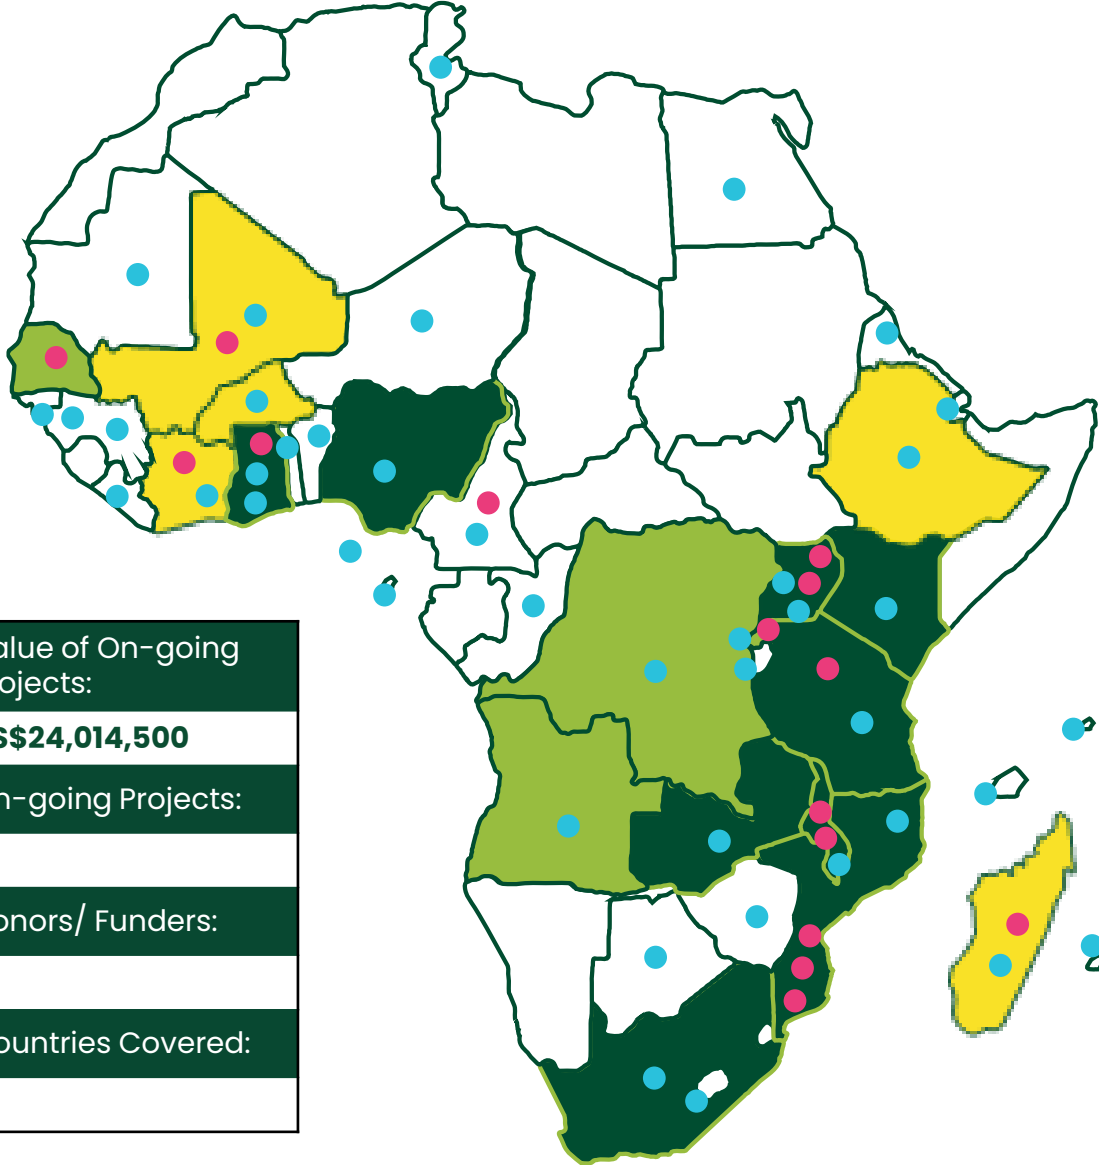 alue of On-going
ojects:
S$24,014,500
n-going Projects:
onors/ Funders:
ountries Covered: